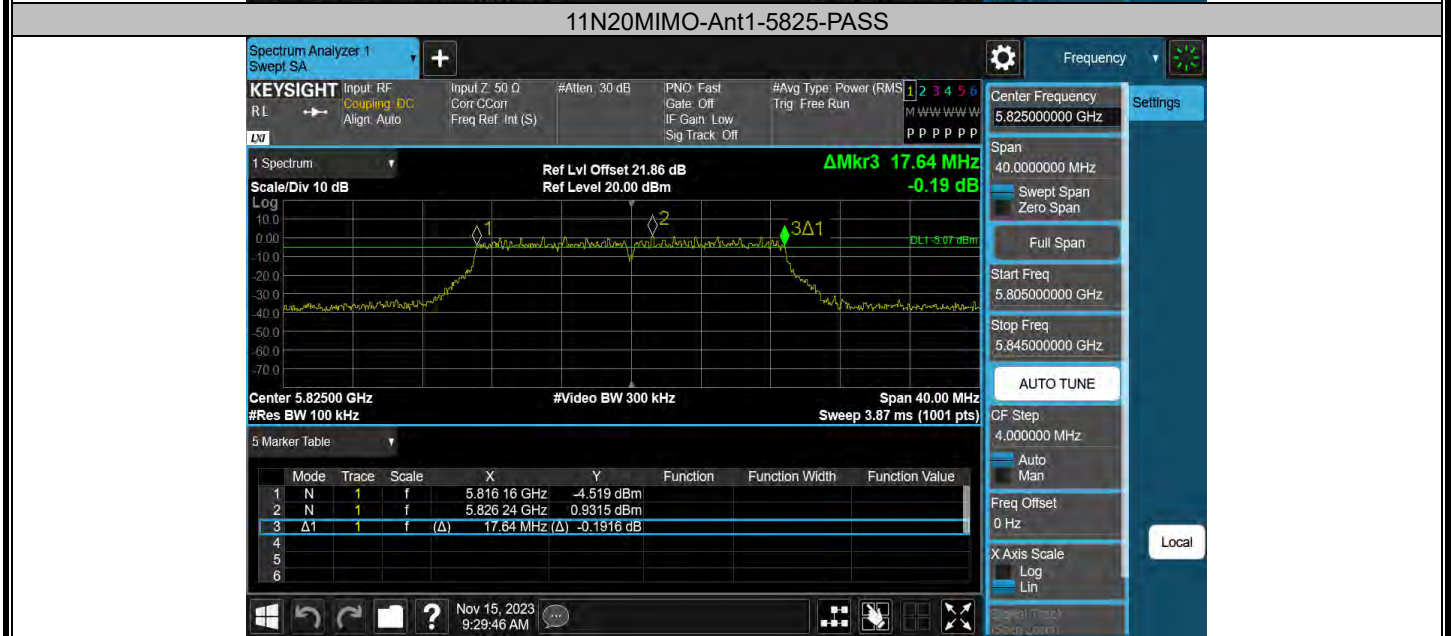 11N20MIMO-Ant1-5825-PASS
Spectrum Analyzer 1
Swept SA
+
Frequency
KEYSIGHT
RL
LXI
Input: RF
Coupling: DC
Align: Auto
Input Z: 50 Ω
Corr CCorr
Freq Ref: Int (S)
#Atten: 30 dB
PNO: Fast
Gate: Off
IF Gain: Low
Sig Track: Off
#Avg Type: Power (RMS
Trig: Free Run
1 2 3 4 5 6
M W W W W W
P P P P P P
1 Spectrum
Scale/Div 10 dB
Ref Lvl Offset 21.86 dB
Ref Level 20.00 dBm
ΔMkr3 17.64 MHz
-0.19 dB
Log
10.0
0.00
-10.0
-20.0
-30.0
-40.0
-50.0
-60.0
-70.0
1
2
3Δ1
DL1 -5.07 dBm
Center 5.82500 GHz
#Res BW 100 kHz
#Video BW 300 kHz
Span 40.00 MHz
Sweep 3.87 ms (1001 pts)
5 Marker Table
Mode Trace Scale X Y Function Function Width Function Value
1 N 1 f 5.816 16 GHz -4.519 dBm
2 N 1 f 5.826 24 GHz 0.9315 dBm
3 Δ1 1 f (Δ) 17.64 MHz (Δ) -0.1916 dB
4
5
6
Nov 15, 2023
9:29:46 AM
Center Frequency
5.825000000 GHz
Span
40.0000000 MHz
Swept Span
Zero Span
Full Span
Start Freq
5.805000000 GHz
Stop Freq
5.845000000 GHz
AUTO TUNE
CF Step
4.000000 MHz
Auto
Man
Freq Offset
0 Hz
X Axis Scale
Log
Lin
Signal Track
(Span Zoom)
Settings
Local